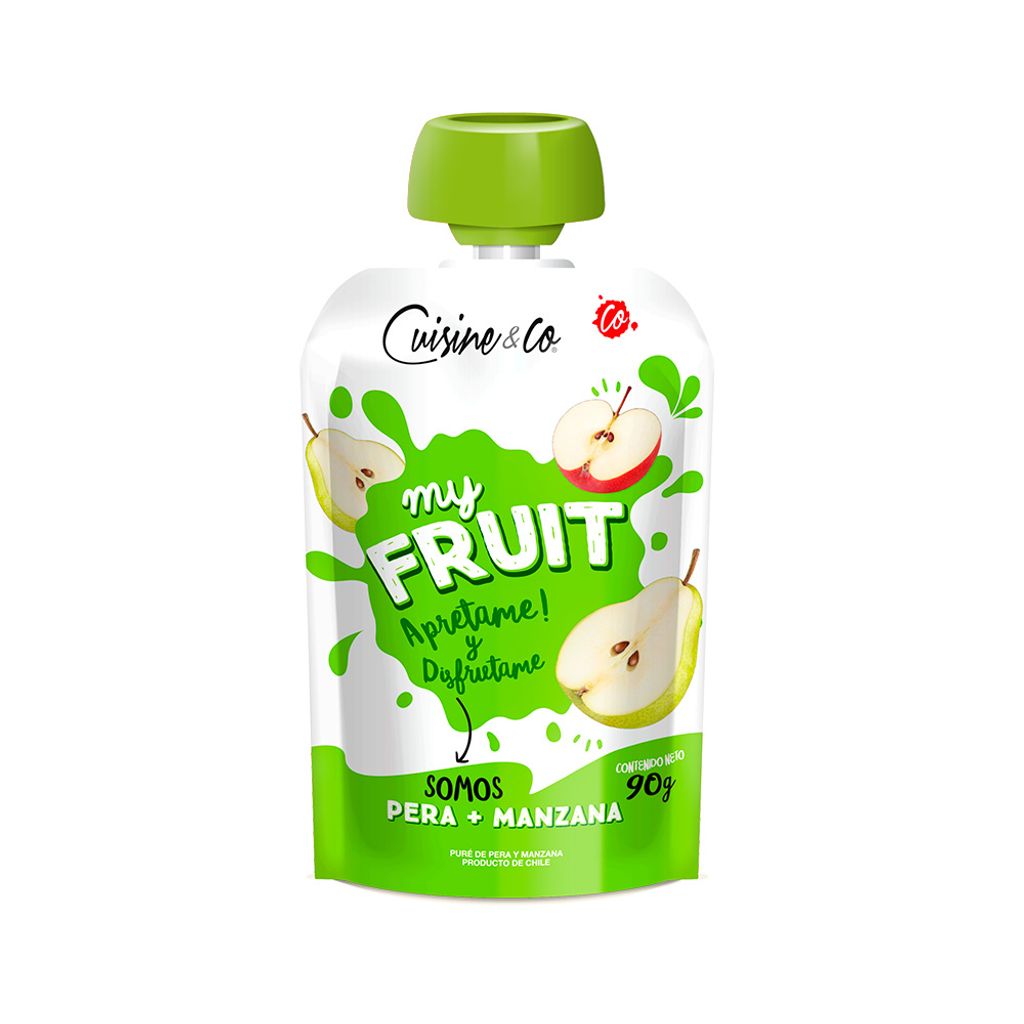 Cuisine & Co®
Co
my
FRUIT
Apretame!
y
Disfrutame
CONTENIDO NETO
90g
SOMOS
PERA + MANZANA
PURÉ DE PERA Y MANZANA
PRODUCTO DE CHILE